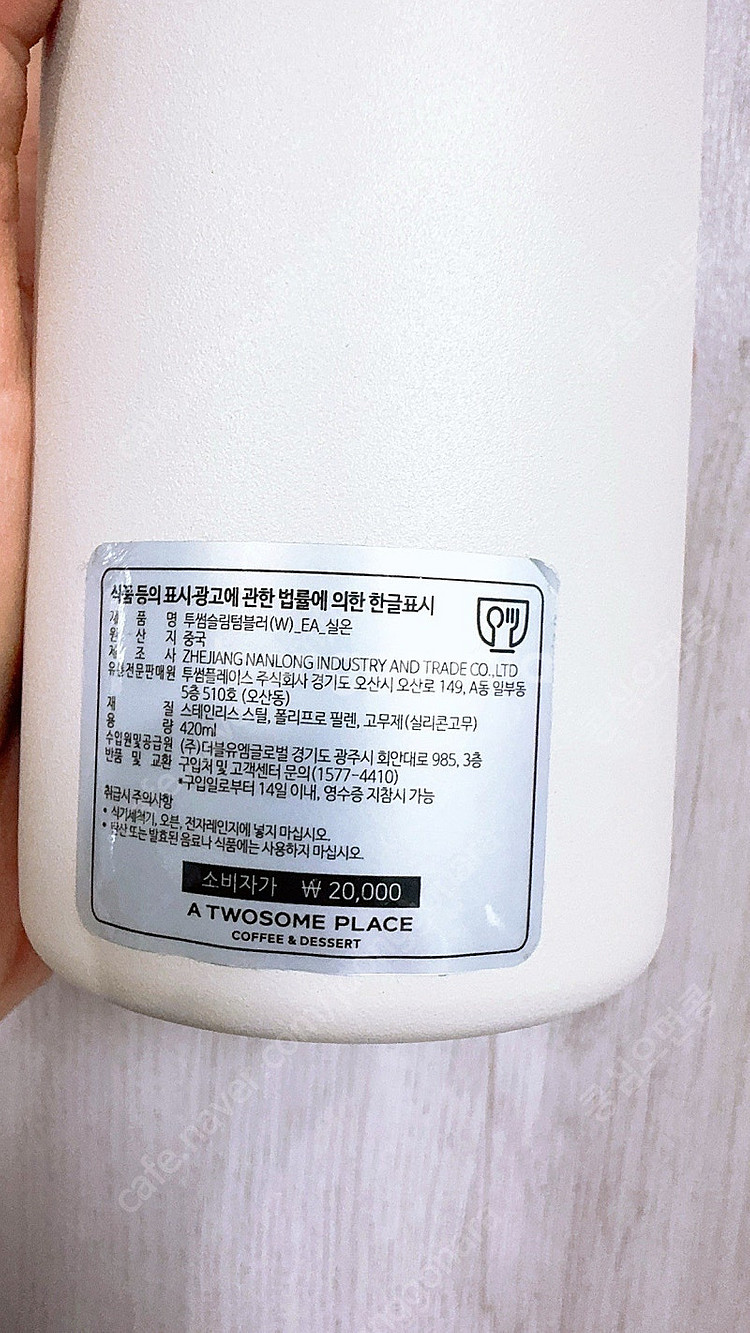 식품등의 표시·광고에 관한 법률에 의한 한글표시
제 품 명 투썸슬림텀블러(W)_EA_실온
원 산 지 중국
제 조 사 ZHEJIANG NANLONG INDUSTRY AND TRADE CO.,LTD
유통전문판매원 투썸플레이스 주식회사 경기도 오산시 오산로 149, A동 일부동
5층 510호 (오산동)
재 질 스테인리스 스틸, 폴리프로 필렌, 고무제(실리콘고무)
용 량 420ml
수입원및공급원 (주)더블유엠글로벌 경기도 광주시 회안대로 985, 3층
반품 및 교환 구입처 및 고객센터 문의(1577-4410)
*구입일로부터 14일 이내, 영수증 지참시 가능
취급시 주의사항
• 식기세척기, 오븐, 전자레인지에 넣지 마십시오.
• 탄산 또는 발효된 음료나 식품에는 사용하지 마십시오.
소비자가 ₩ 20,000
A TWOSOME PLACE
COFFEE & DESSERT
콩심으면콩
cafe.naver.com/